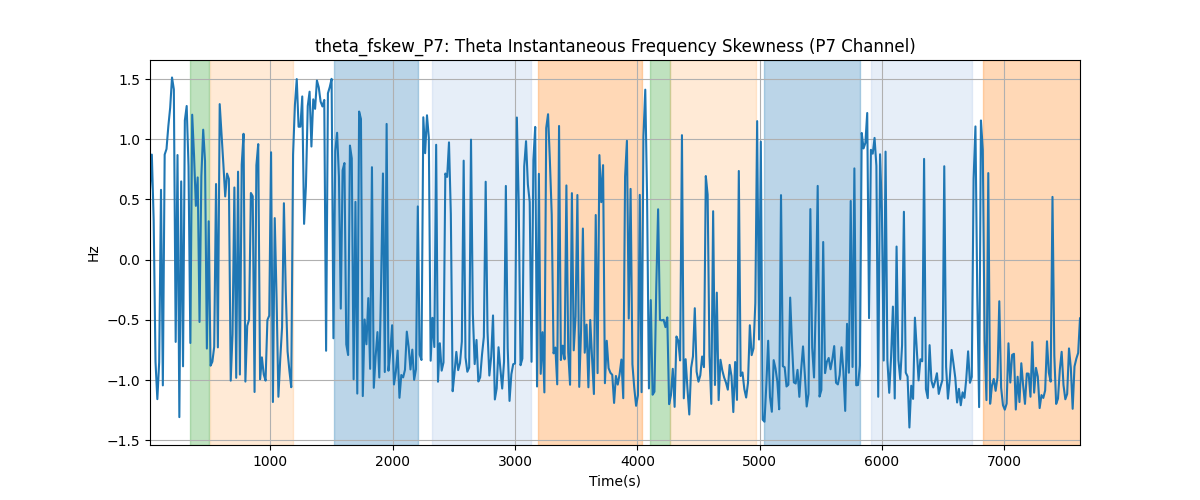 theta_fskew_P7: Theta Instantaneous Frequency Skewness (P7 Channel)
1.5
1.0
0.5
0.0
−0.5
−1.0
−1.5
Hz
1000 2000 3000 4000 5000 6000 7000
Time(s)